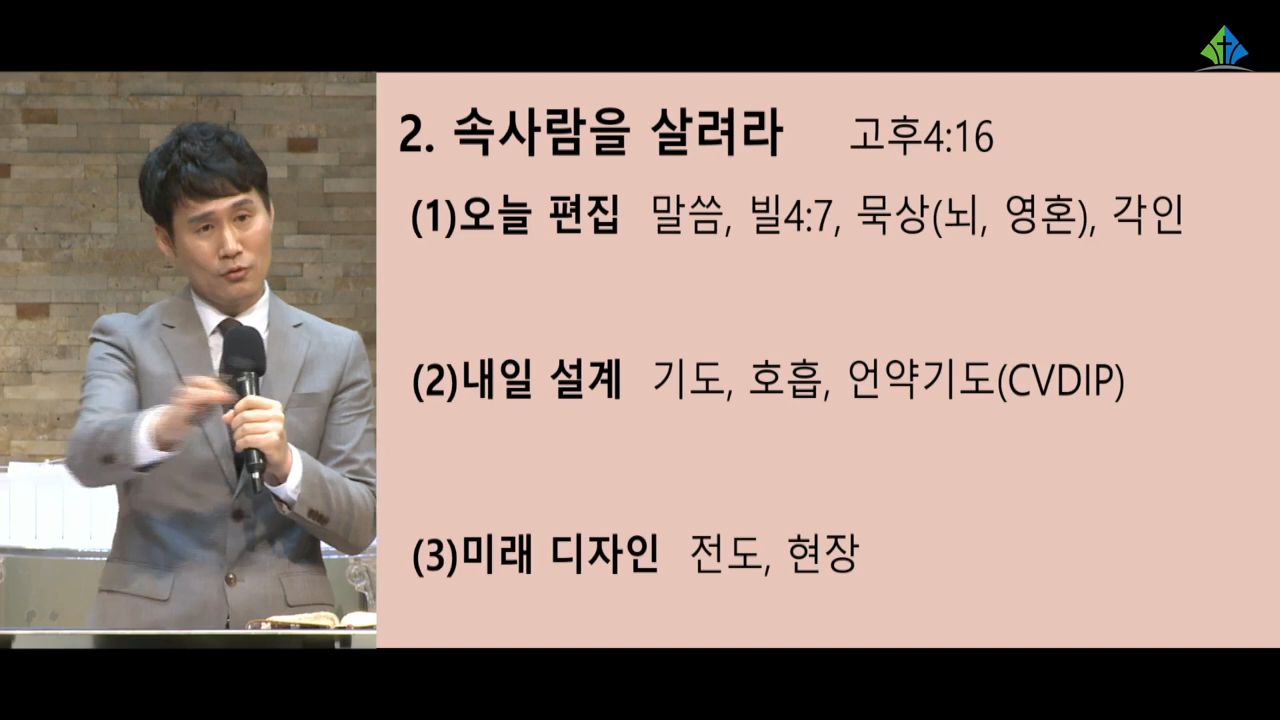 2. 속사람을 살려라 고후4:16
(1)오늘 편집 말씀, 빌4:7, 묵상(뇌, 영혼), 각인
(2)내일 설계 기도, 호흡, 언약기도(CVDIP)
(3)미래 디자인 전도, 현장